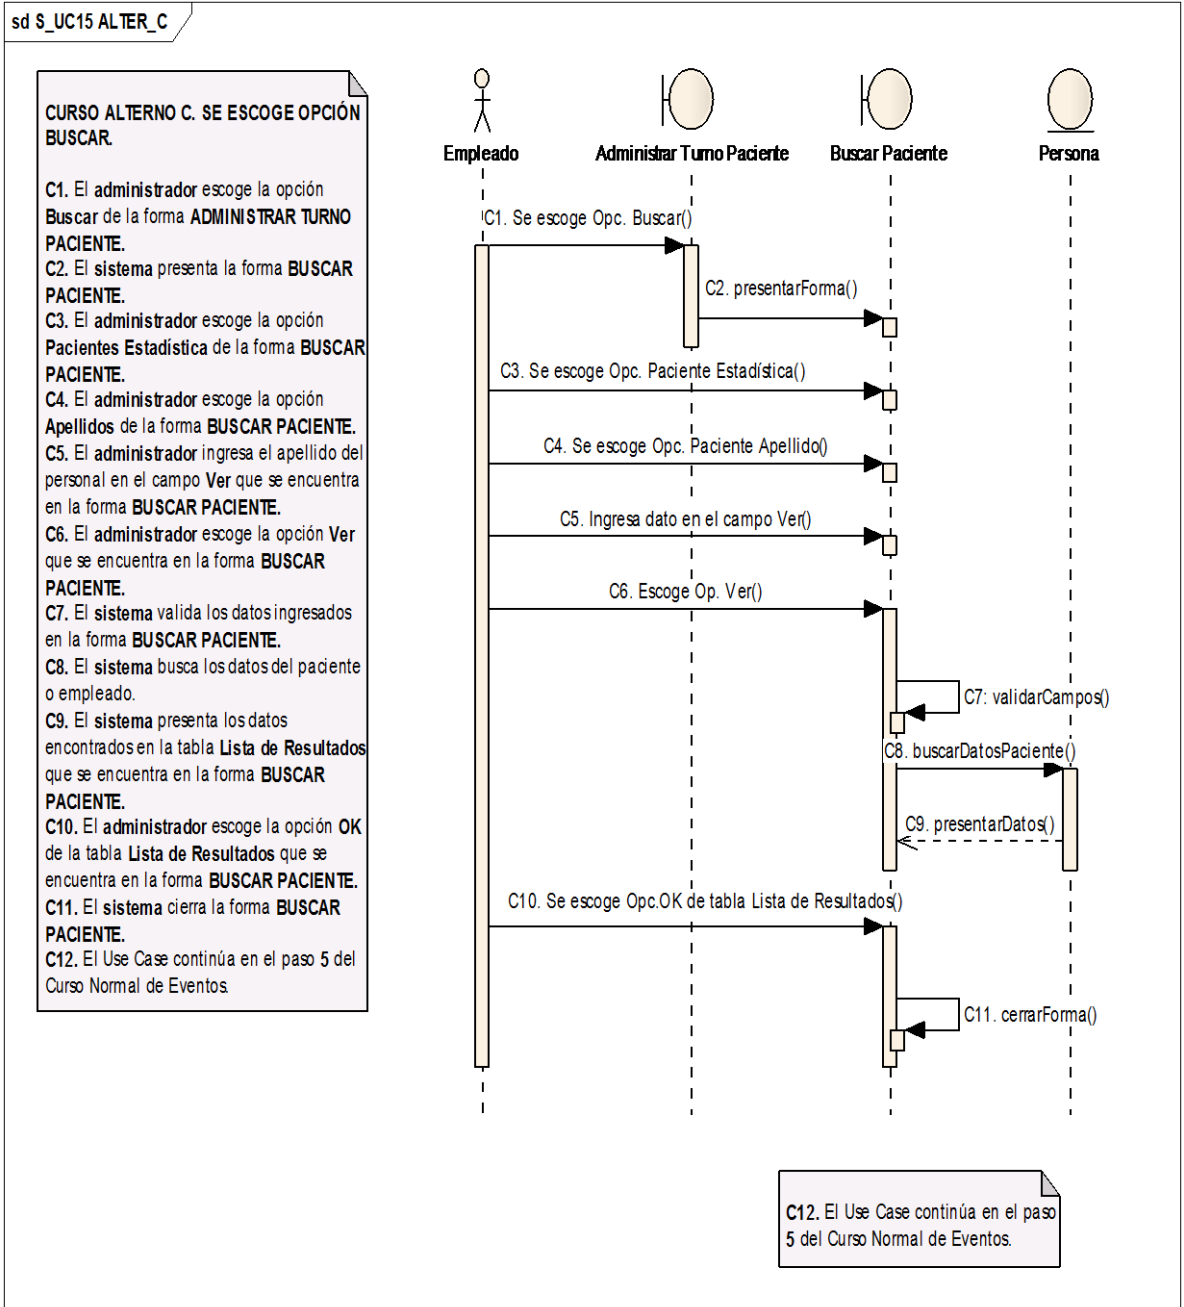 sd S_UC15 ALTER_C
CURSO ALTERNO C. SE ESCOGE OPCIÓN
BUSCAR.
C1. El administrador escoge la opción
Buscar de la forma ADMINISTRAR TURNO
PACIENTE.
C2. El sistema presenta la forma BUSCAR
PACIENTE.
C3. El administrador escoge la opción
Pacientes Estadística de la forma BUSCAR
PACIENTE.
C4. El administrador escoge la opción
Apellidos de la forma BUSCAR PACIENTE.
C5. El administrador ingresa el apellido del
personal en el campo Ver que se encuentra
en la forma BUSCAR PACIENTE.
C6. El administrador escoge la opción Ver
que se encuentra en la forma BUSCAR
PACIENTE.
C7. El sistema valida los datos ingresados
en la forma BUSCAR PACIENTE.
C8. El sistema busca los datos del paciente
o empleado.
C9. El sistema presenta los datos
encontrados en la tabla Lista de Resultados
que se encuentra en la forma BUSCAR
PACIENTE.
C10. El administrador escoge la opción OK
de la tabla Lista de Resultados que se
encuentra en la forma BUSCAR PACIENTE.
C11. El sistema cierra la forma BUSCAR
PACIENTE.
C12. El Use Case continúa en el paso 5 del
Curso Normal de Eventos.
Empleado
Administrar Turno Paciente
Buscar Paciente
Persona
C1. Se escoge Opc. Buscar()
C2. presentarForma()
C3. Se escoge Opc. Paciente Estadística()
C4. Se escoge Opc. Paciente Apellido()
C5. Ingresa dato en el campo Ver()
C6. Escoge Op. Ver()
C7: validarCampos()
C8. buscarDatosPaciente()
C9. presentarDatos()
C10. Se escoge Opc.OK de tabla Lista de Resultados()
C11. cerrarForma()
C12. El Use Case continúa en el paso
5 del Curso Normal de Eventos.